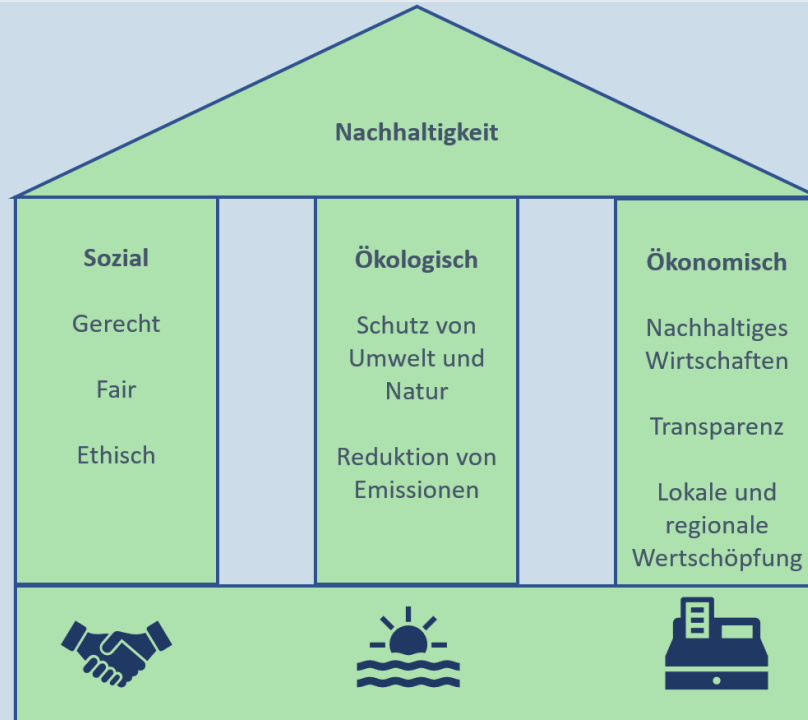 Nachhaltigkeit
Sozial
Gerecht
Fair
Ethisch
Ökologisch
Schutz von
Umwelt und
Natur
Reduktion von
Emissionen
Ökonomisch
Nachhaltiges
Wirtschaften
Transparenz
Lokale und
regionale
Wertschöpfung